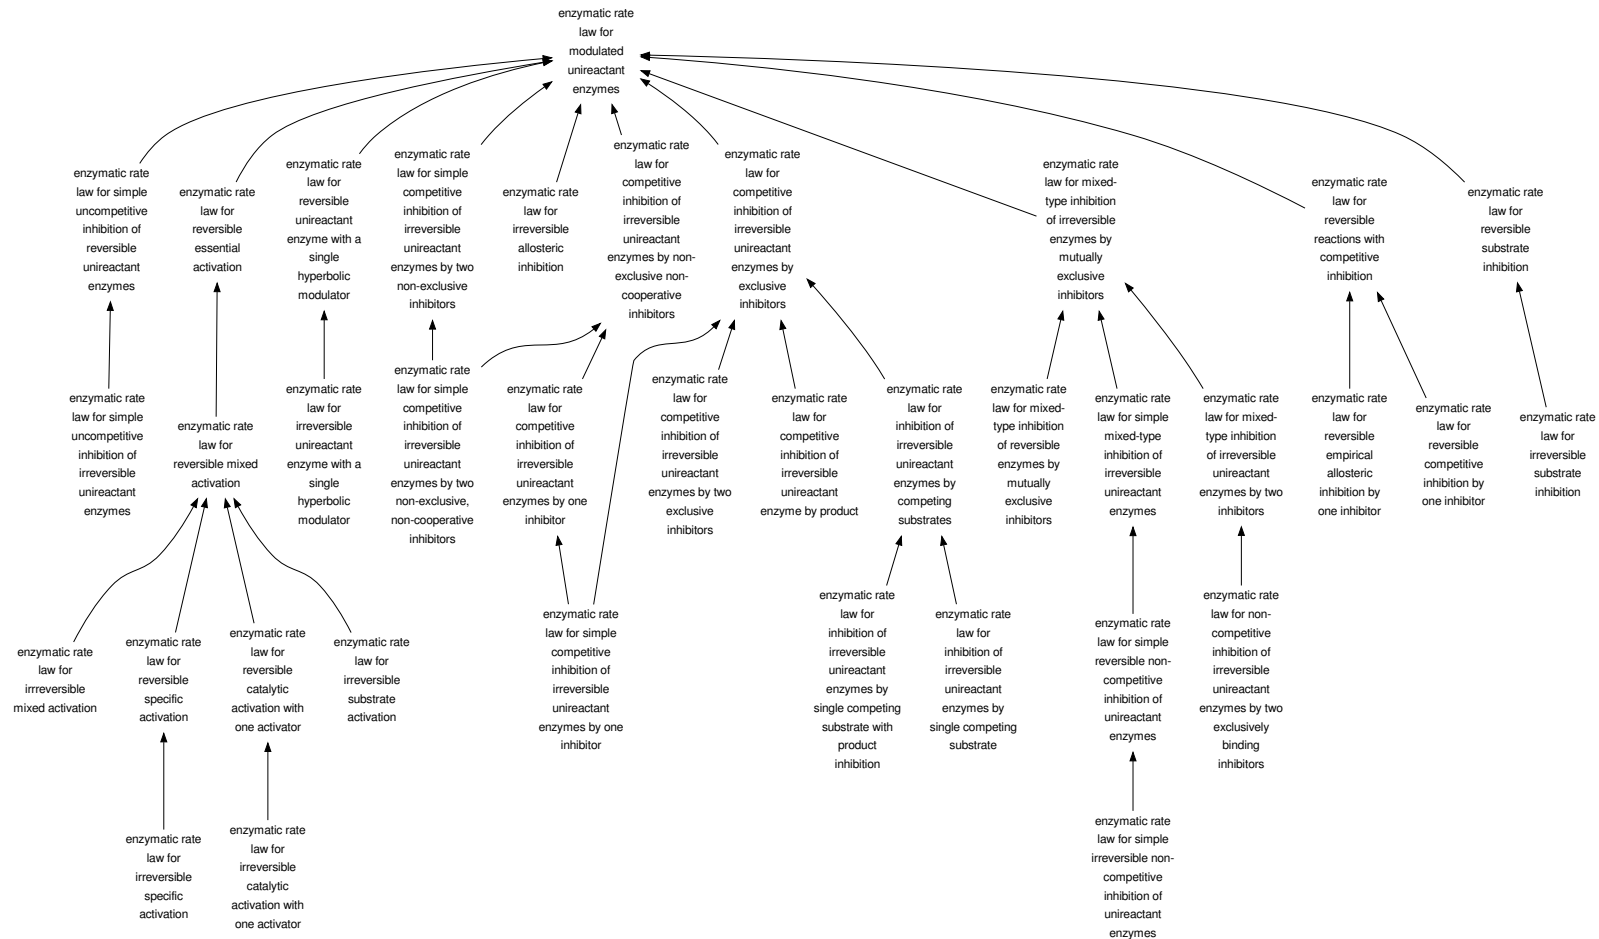 enzymatic rate
law for
modulated
unireactant
enzymes
enzymatic rate
law for simple
uncompetitive
inhibition of
reversible
unireactant
enzymes
enzymatic rate
law for
reversible
essential
activation
enzymatic rate
law for
reversible
unireactant
enzyme with a
single
hyperbolic
modulator
enzymatic rate
law for simple
competitive
inhibition of
irreversible
unireactant
enzymes by two
non-exclusive
inhibitors
enzymatic rate
law for
irreversible
allosteric
inhibition
enzymatic rate
law for
competitive
inhibition of
irreversible
unireactant
enzymes by non-
exclusive non-
cooperative
inhibitors
enzymatic rate
law for
competitive
inhibition of
irreversible
unireactant
enzymes by
exclusive
inhibitors
enzymatic rate
law for mixed-
type inhibition
of irreversible
enzymes by
mutually
exclusive
inhibitors
enzymatic rate
law for
reversible
reactions with
competitive
inhibition
enzymatic rate
law for
reversible
substrate
inhibition
enzymatic rate
law for simple
uncompetitive
inhibition of
irreversible
unireactant
enzymes
enzymatic rate
law for
reversible mixed
activation
enzymatic rate
law for
irreversible
unireactant
enzyme with a
single
hyperbolic
modulator
enzymatic rate
law for simple
competitive
inhibition of
irreversible
unireactant
enzymes by two
non-exclusive,
non-cooperative
inhibitors
enzymatic rate
law for
competitive
inhibition of
irreversible
unireactant
enzymes by one
inhibitor
enzymatic rate
law for
competitive
inhibition of
irreversible
unireactant
enzymes by two
exclusive
inhibitors
enzymatic rate
law for
competitive
inhibition of
irreversible
unireactant
enzyme by product
enzymatic rate
law for
inhibition of
irreversible
unireactant
enzymes by
competing
substrates
enzymatic rate
law for mixed-
type inhibition
of reversible
enzymes by
mutually
exclusive
inhibitors
enzymatic rate
law for simple
mixed-type
inhibition of
irreversible
unireactant
enzymes
enzymatic rate
law for mixed-
type inhibition
of irreversible
unireactant
enzymes by two
inhibitors
enzymatic rate
law for
reversible
empirical
allosteric
inhibition by
one inhibitor
enzymatic rate
law for
reversible
competitive
inhibition by
one inhibitor
enzymatic rate
law for
irreversible
substrate
inhibition
enzymatic rate
law for
irrreversible
mixed activation
enzymatic rate
law for
reversible
specific
activation
enzymatic rate
law for
reversible
catalytic
activation with
one activator
enzymatic rate
law for
irreversible
substrate
activation
enzymatic rate
law for simple
competitive
inhibition of
irreversible
unireactant
enzymes by one
inhibitor
enzymatic rate
law for
inhibition of
irreversible
unireactant
enzymes by
single competing
substrate with
product
inhibition
enzymatic rate
law for
inhibition of
irreversible
unireactant
enzymes by
single competing
substrate
enzymatic rate
law for simple
reversible non-
competitive
inhibition of
unireactant
enzymes
enzymatic rate
law for non-
competitive
inhibition of
irreversible
unireactant
enzymes by two
exclusively
binding
inhibitors
enzymatic rate
law for
irreversible
specific
activation
enzymatic rate
law for
irreversible
catalytic
activation with
one activator
enzymatic rate
law for simple
irreversible non-
competitive
inhibition of
unireactant
enzymes